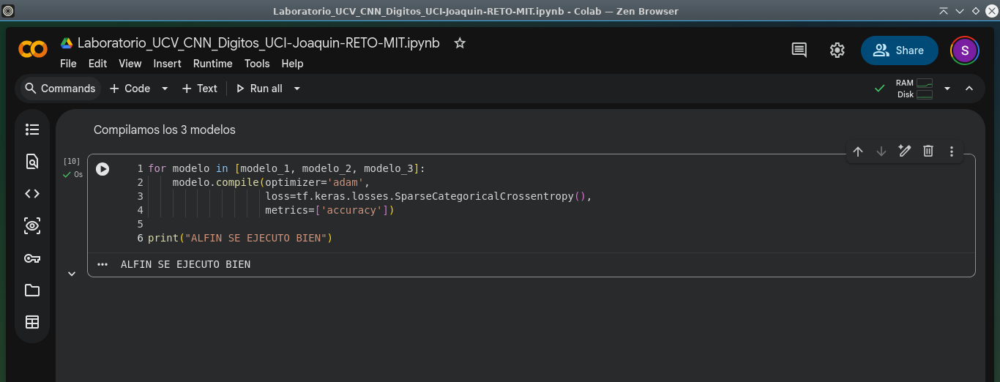 Laboratorio_UCV_CNN_Digitos_UCI-Joaquin-RETO-MIT.ipynb - Colab — Zen Browser
Laboratorio_UCV_CNN_Digitos_UCI-Joaquin-RETO-MIT.ipynb
Share
S
File Edit View Insert Runtime Tools Help
Commands + Code + Text Run all
RAM
Disk
Compilamos los 3 modelos
[10]
0s
1 for modelo in [modelo_1, modelo_2, modelo_3]:
2     modelo.compile(optimizer='adam',
3                    loss=tf.keras.losses.SparseCategoricalCrossentropy(),
4                    metrics=['accuracy'])
5
6 print("ALFIN SE EJECUTO BIEN")
ALFIN SE EJECUTO BIEN